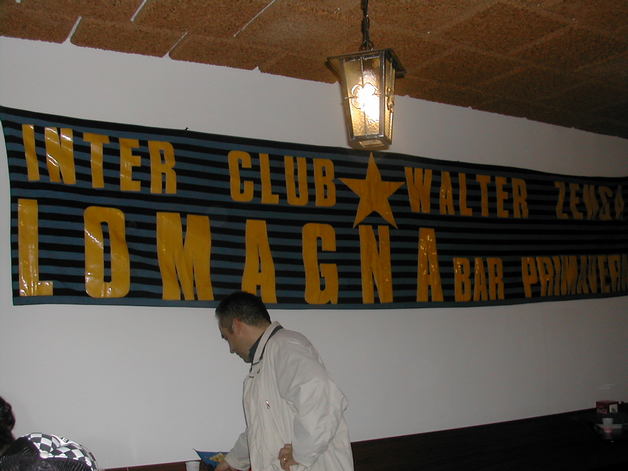 INTER CLUB WALTER ZENGA
LOMAGNA BAR PRIMAVERA